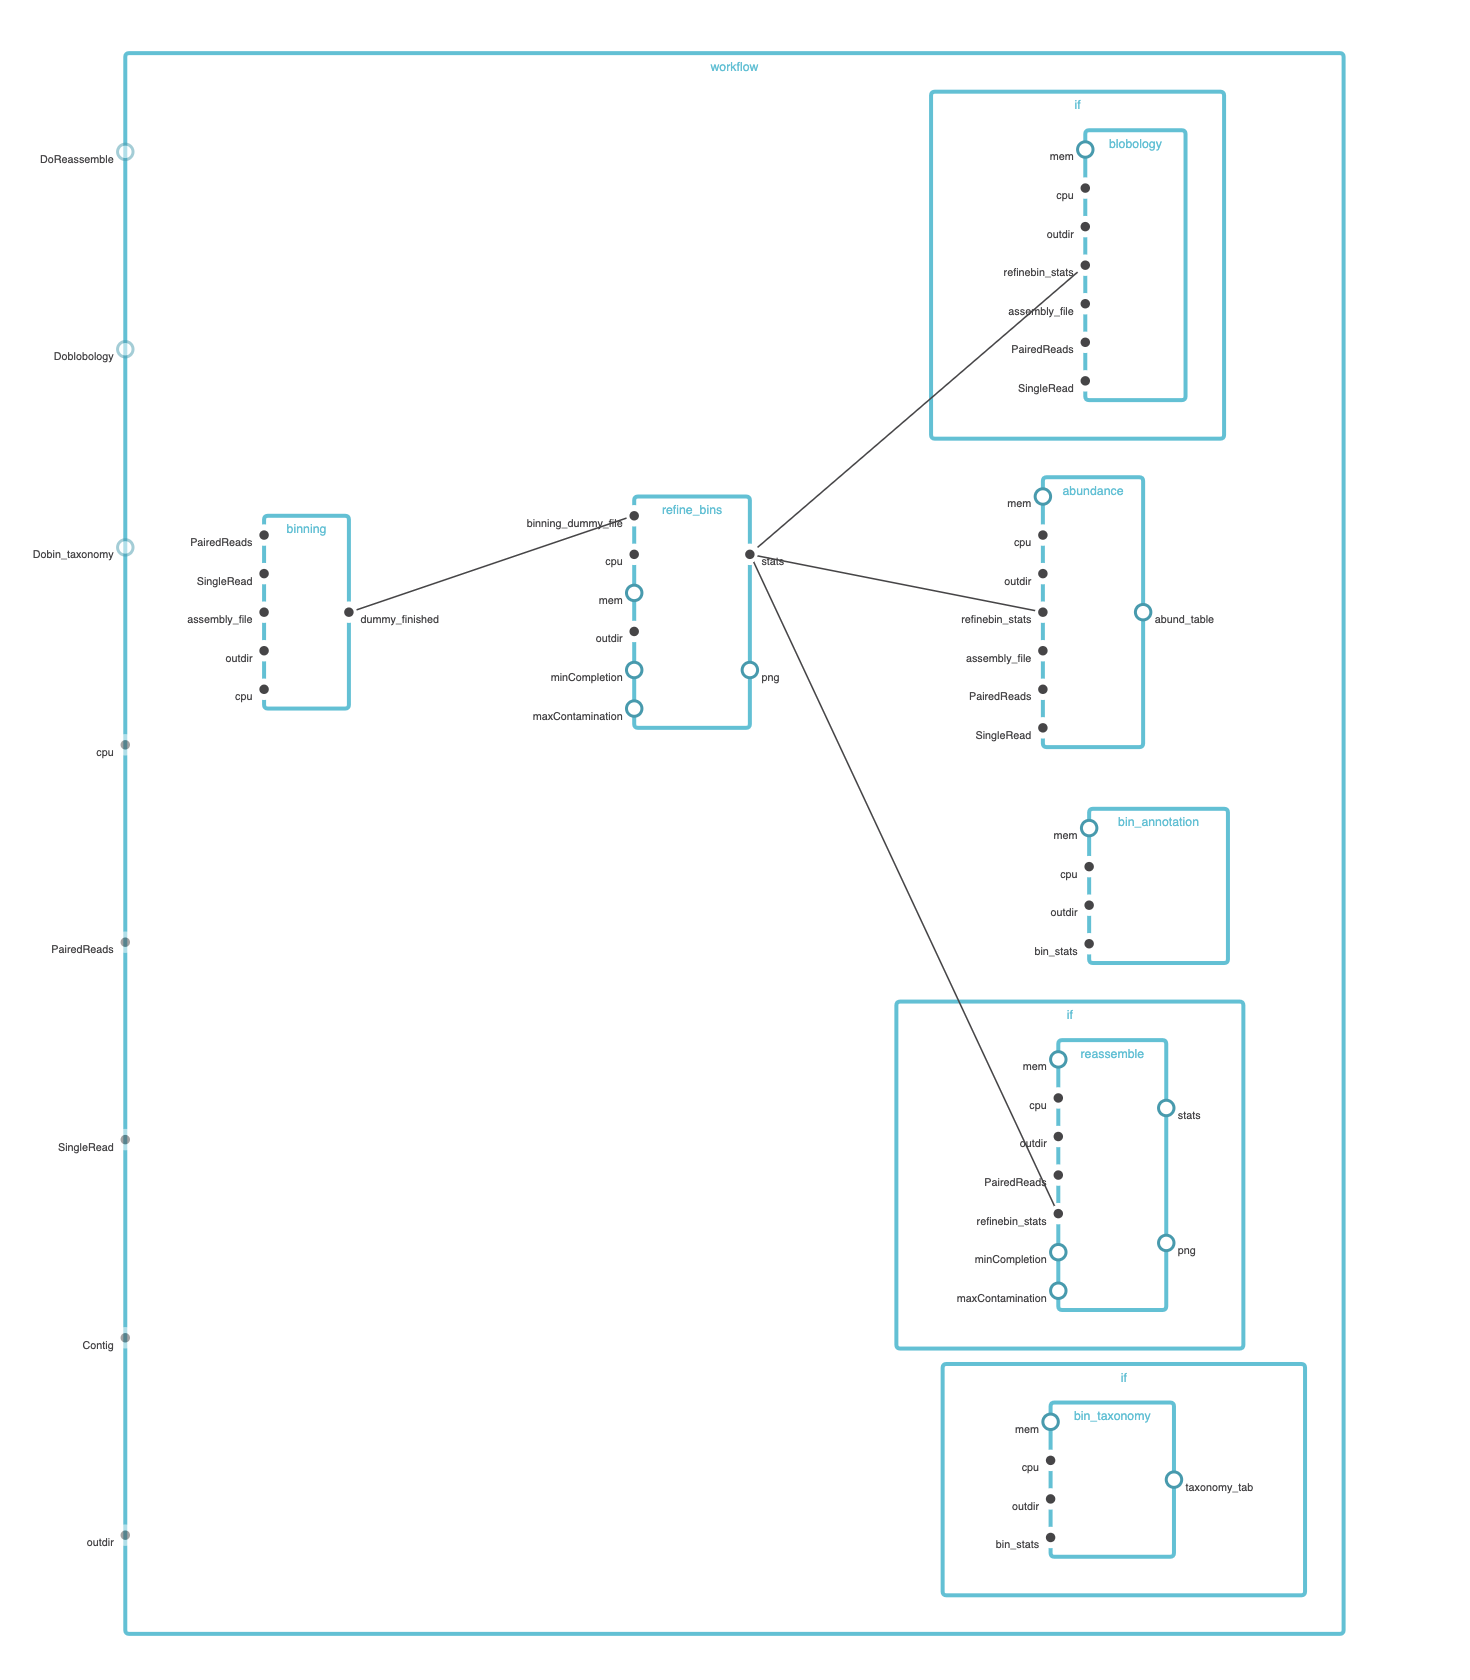 workflow
DoReassemble
Doblobology
Dobin_taxonomy
cpu
PairedReads
SingleRead
Contig
outdir
binning
PairedReads
SingleRead
assembly_file
outdir
cpu
dummy_finished
refine_bins
binning_dummy_file
cpu
mem
outdir
minCompletion
maxContamination
stats
png
if
blobology
mem
cpu
outdir
refinebin_stats
assembly_file
PairedReads
SingleRead
abundance
mem
cpu
outdir
refinebin_stats
assembly_file
PairedReads
SingleRead
abund_table
bin_annotation
mem
cpu
outdir
bin_stats
if
reassemble
mem
cpu
outdir
PairedReads
refinebin_stats
minCompletion
maxContamination
stats
png
if
bin_taxonomy
mem
cpu
outdir
bin_stats
taxonomy_tab